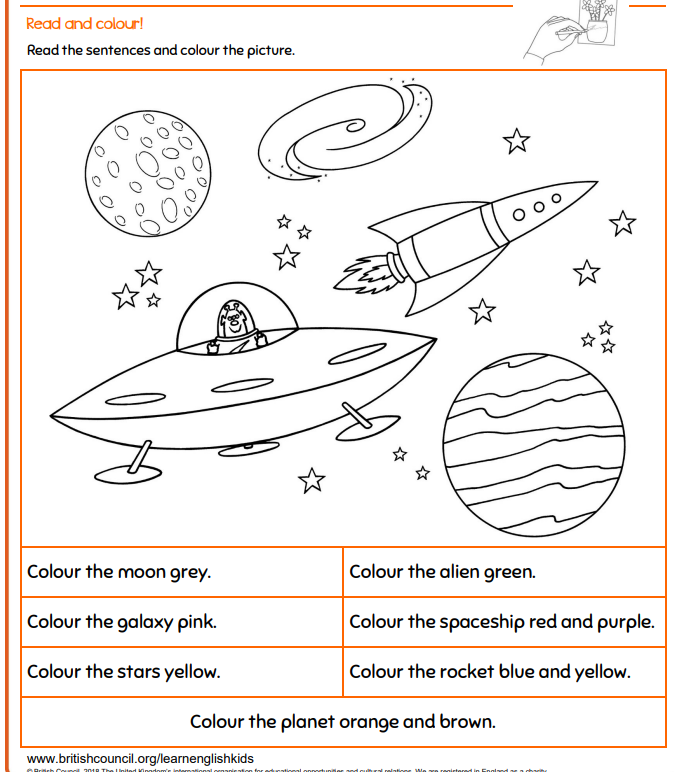 Read and colour!
Read the sentences and colour the picture.
Colour the moon grey.
Colour the alien green.
Colour the galaxy pink.
Colour the spaceship red and purple.
Colour the stars yellow.
Colour the rocket blue and yellow.
Colour the planet orange and brown.
www.britishcouncil.org/learnenglishkids
© British Council, 2018 The United Kingdom's international organisation for educational opportunities and cultural relations. We are registered in England as a charity.